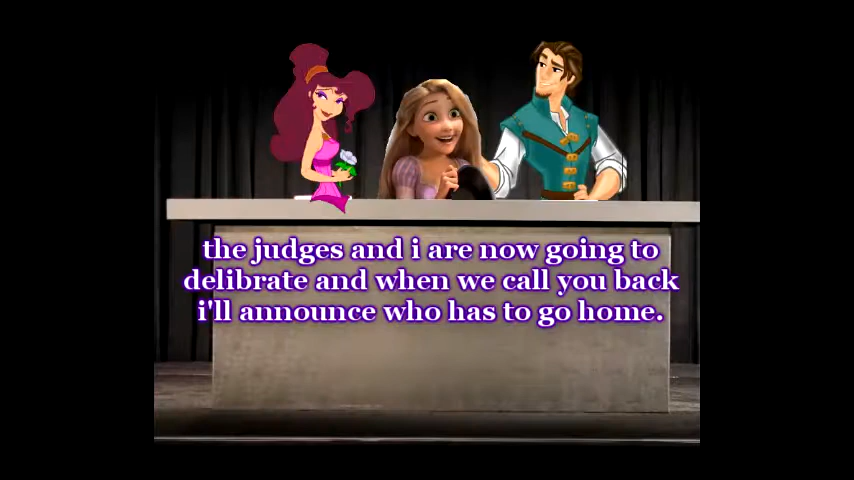 the judges and i are now going to
delibrate and when we call you back
i'll announce who has to go home.